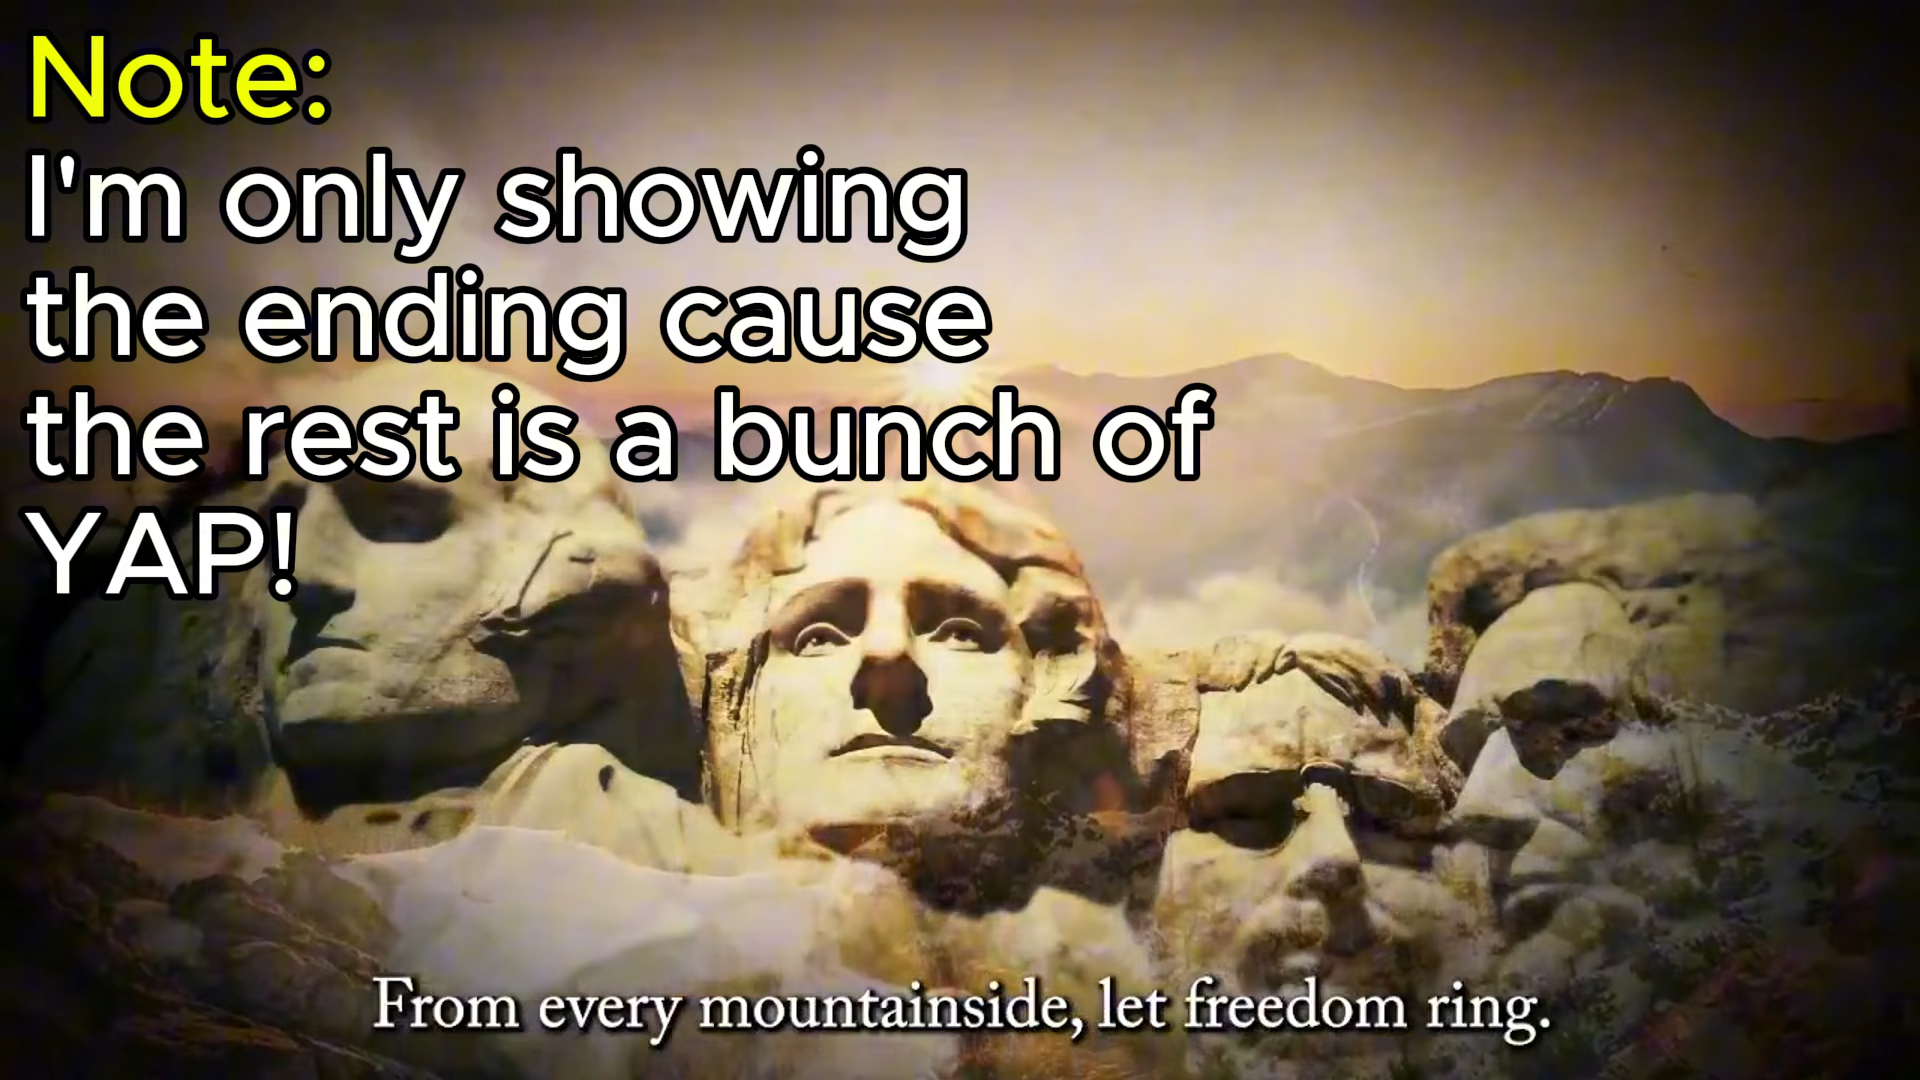 Note:
I'm only showing
the ending cause
the rest is a bunch of
YAP!
From every mountainside, let freedom ring.